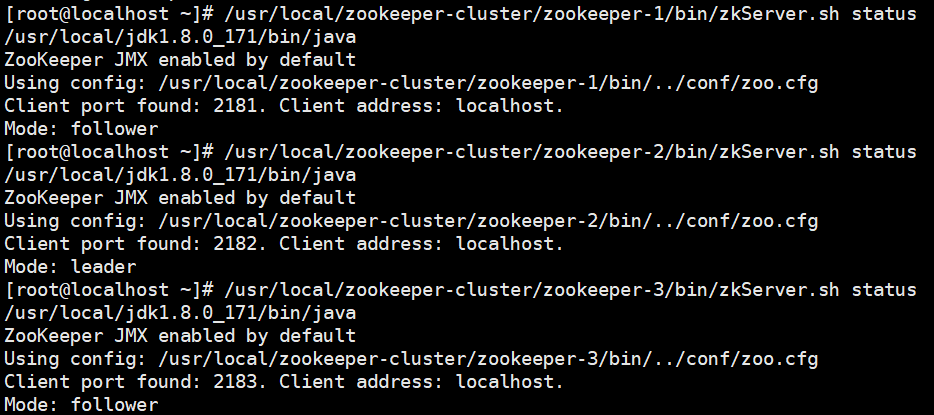 [root@localhost ~]# /usr/local/zookeeper-cluster/zookeeper-1/bin/zkServer.sh status
/usr/local/jdk1.8.0_171/bin/java
ZooKeeper JMX enabled by default
Using config: /usr/local/zookeeper-cluster/zookeeper-1/bin/../conf/zoo.cfg
Client port found: 2181. Client address: localhost.
Mode: follower
[root@localhost ~]# /usr/local/zookeeper-cluster/zookeeper-2/bin/zkServer.sh status
/usr/local/jdk1.8.0_171/bin/java
ZooKeeper JMX enabled by default
Using config: /usr/local/zookeeper-cluster/zookeeper-2/bin/../conf/zoo.cfg
Client port found: 2182. Client address: localhost.
Mode: leader
[root@localhost ~]# /usr/local/zookeeper-cluster/zookeeper-3/bin/zkServer.sh status
/usr/local/jdk1.8.0_171/bin/java
ZooKeeper JMX enabled by default
Using config: /usr/local/zookeeper-cluster/zookeeper-3/bin/../conf/zoo.cfg
Client port found: 2183. Client address: localhost.
Mode: follower